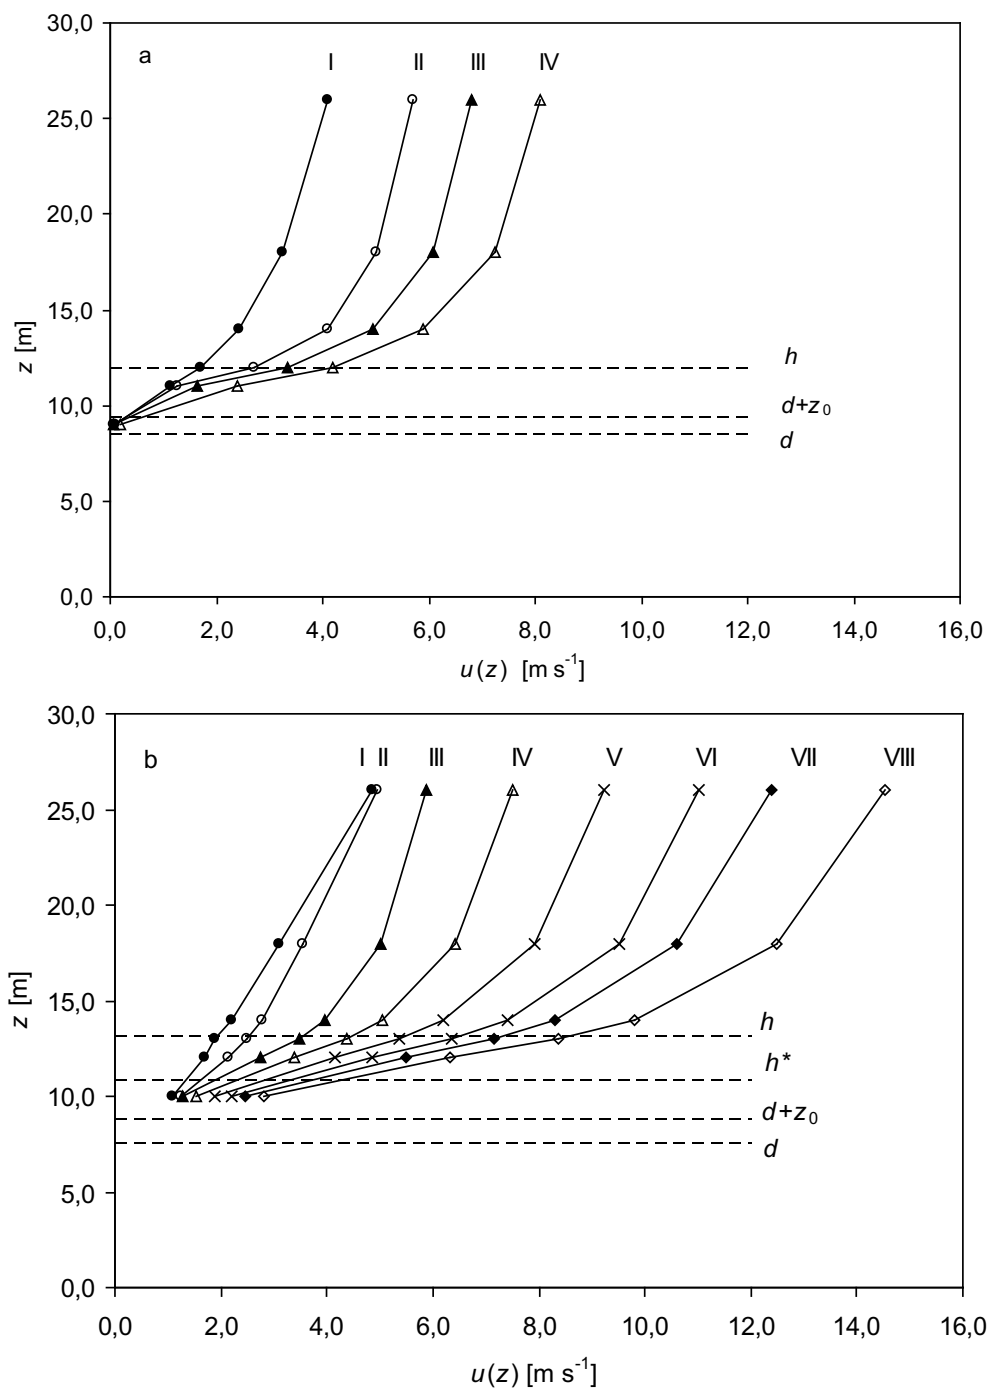 30,0
a
I II III IV
25,0
20,0
15,0
z [m]
h
10,0
d+z0
d
5,0
0,0
0,0 2,0 4,0 6,0 8,0 10,0 12,0 14,0 16,0
u(z) [m s-1]
30,0
b
I II III IV V VI VII VIII
25,0
20,0
15,0
z [m]
h
h*
10,0
d+z0
d
5,0
0,0
0,0 2,0 4,0 6,0 8,0 10,0 12,0 14,0 16,0
u(z) [m s-1]